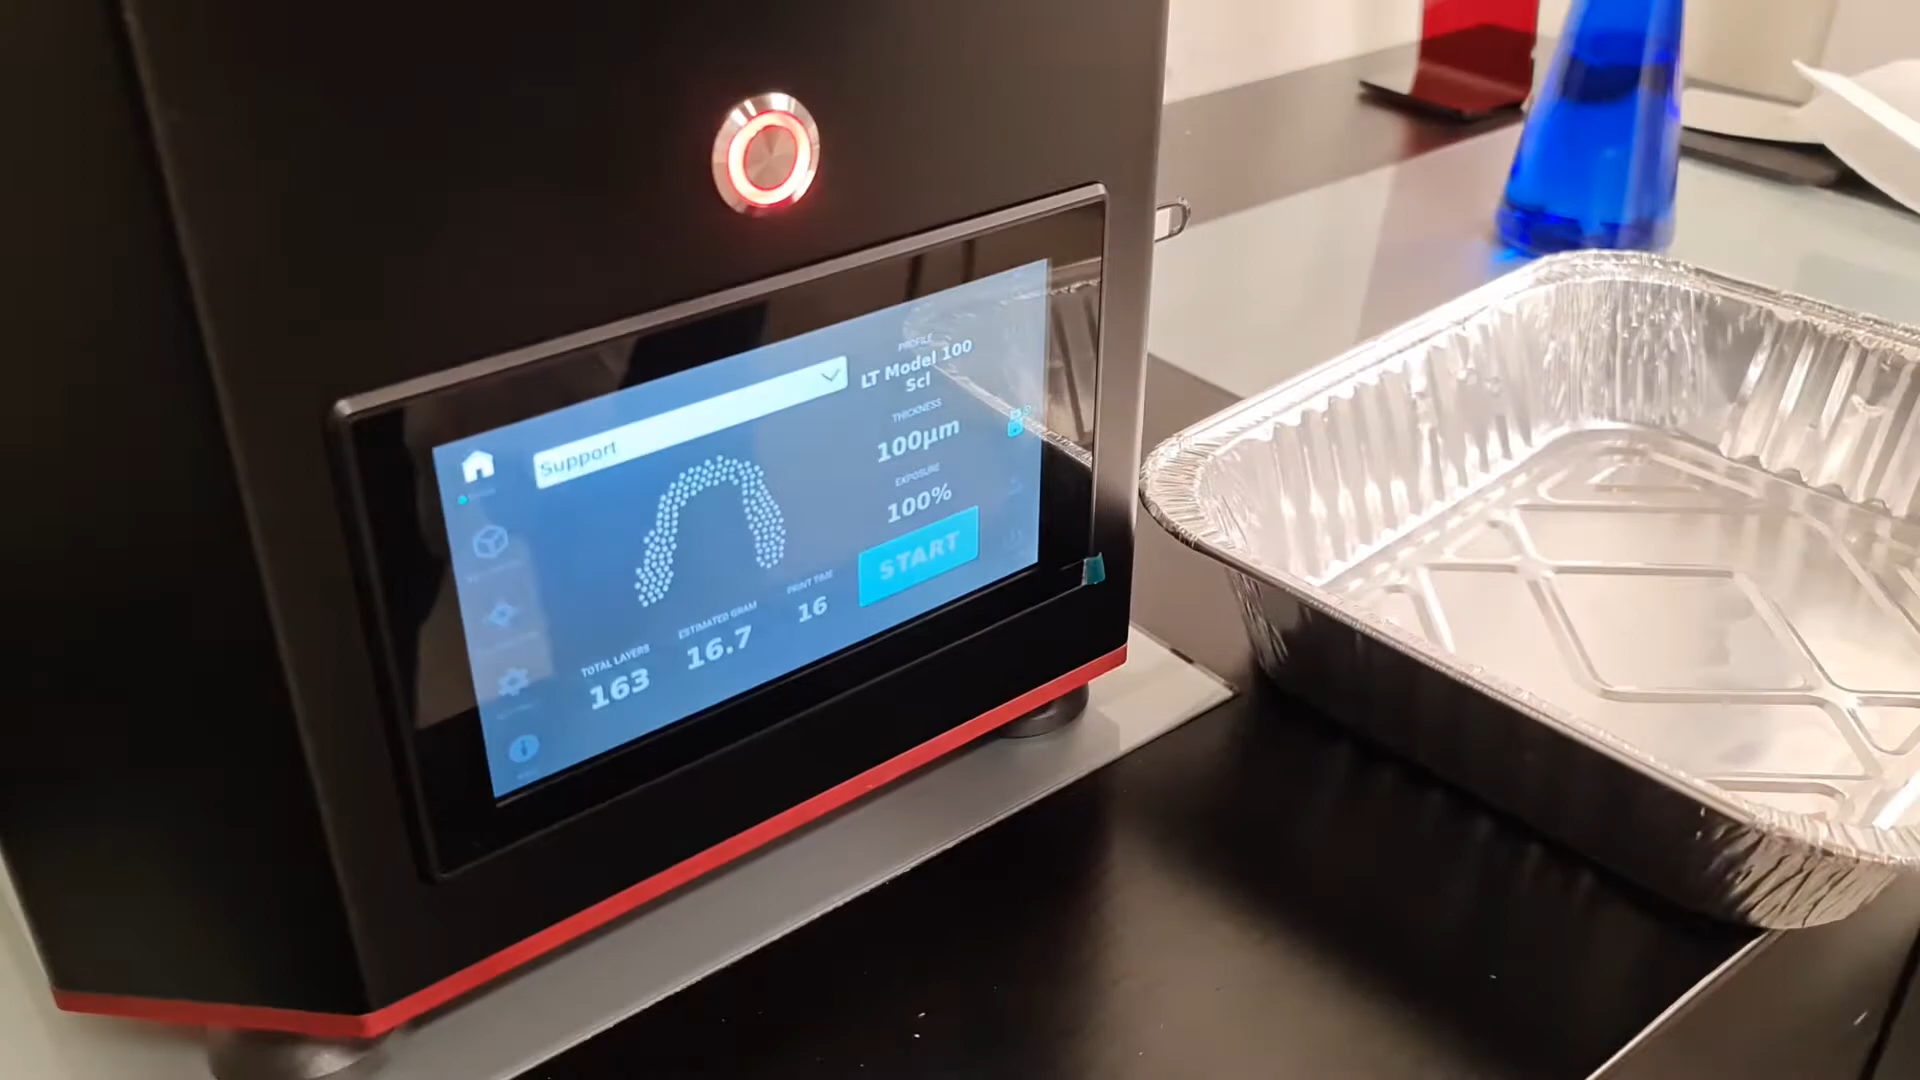 Support
PROFILE
LT Model 100
Scl
THICKNESS
100µm
EXPOSURE
100%
START
PRINT TIME
16
ESTIMATED GRAM
16.7
TOTAL LAYERS
163